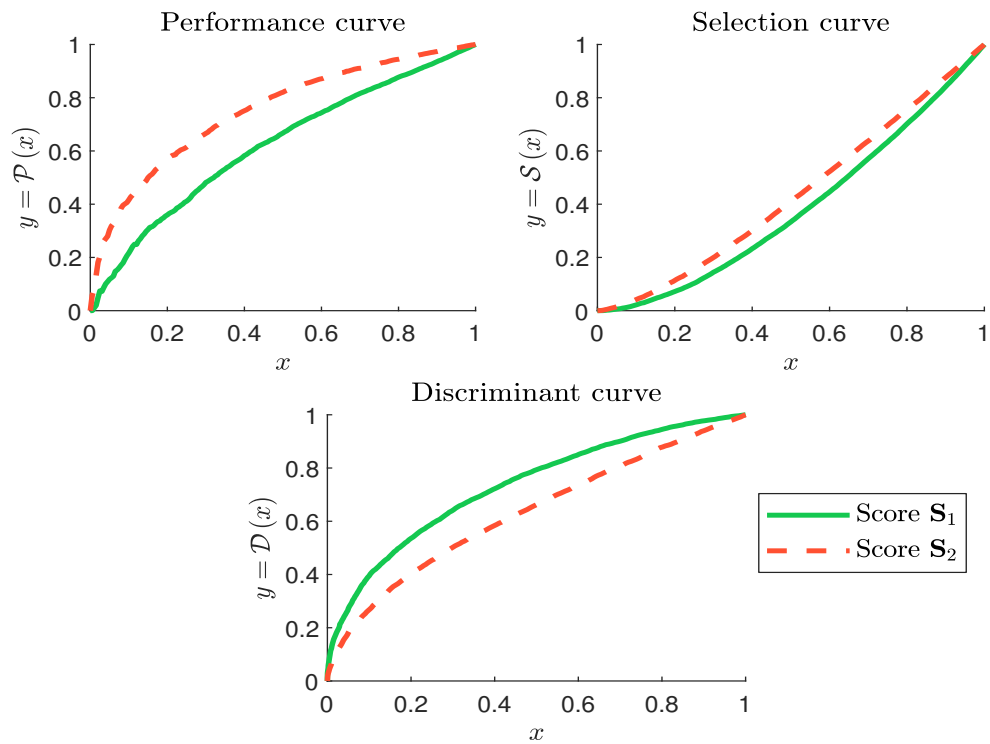 Performance curve
y = 𝒫(x)
1
0.8
0.6
0.4
0.2
0
0 0.2 0.4 0.6 0.8 1
x
Selection curve
y = 𝒮(x)
1
0.8
0.6
0.4
0.2
0
0 0.2 0.4 0.6 0.8 1
x
Discriminant curve
y = 𝒟(x)
1
0.8
0.6
0.4
0.2
0
0 0.2 0.4 0.6 0.8 1
x
Score S₁
Score S₂